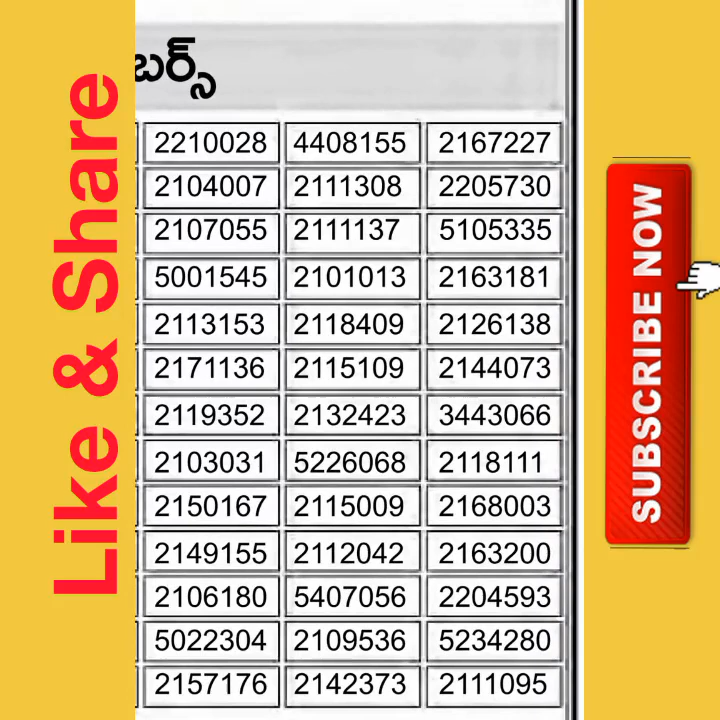 Like & Share
బర్స్
2210028 4408155 2167227
2104007 2111308 2205730
2107055 2111137 5105335
5001545 2101013 2163181
2113153 2118409 2126138
2171136 2115109 2144073
2119352 2132423 3443066
2103031 5226068 2118111
2150167 2115009 2168003
2149155 2112042 2163200
2106180 5407056 2204593
5022304 2109536 5234280
2157176 2142373 2111095
SUBSCRIBE NOW